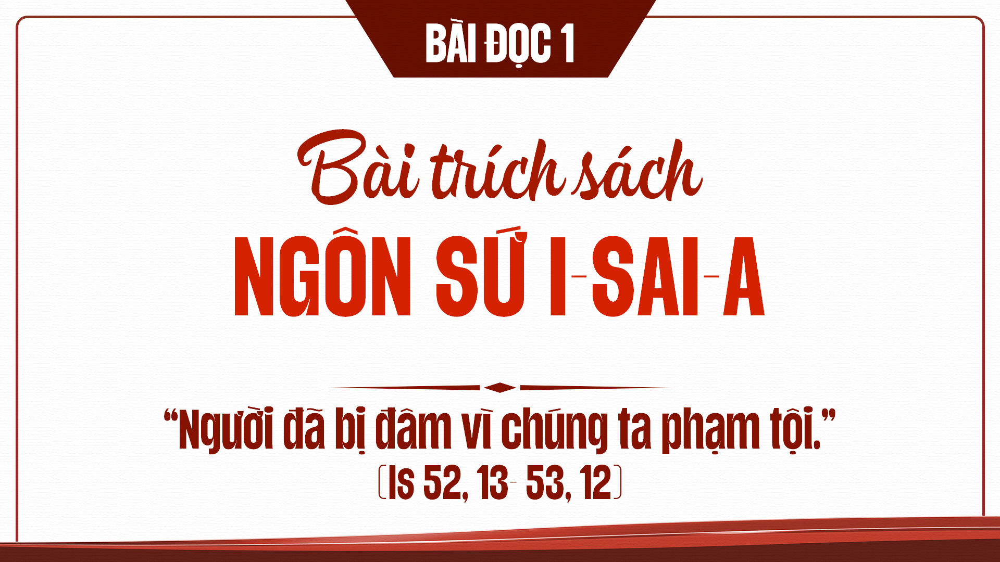 BÀI ĐỌC 1
Bài trích sách
NGÔN SỨ I-SAI-A
“Người đã bị đâm vì chúng ta phạm tội.”
(Is 52, 13- 53, 12)